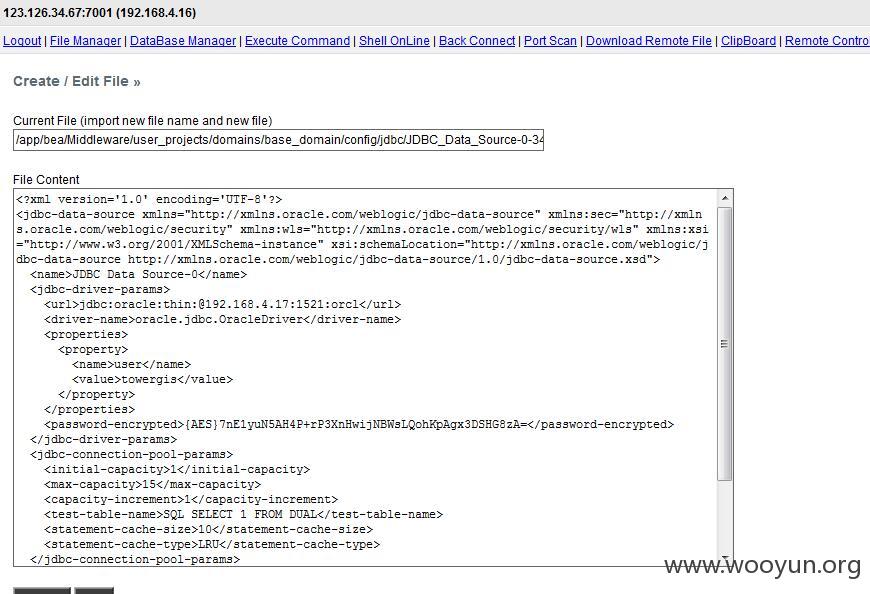 123.126.34.67:7001 (192.168.4.16)
Logout | File Manager | DataBase Manager | Execute Command | Shell OnLine | Back Connect | Port Scan | Download Remote File | ClipBoard | Remote Contro
Create / Edit File »
Current File (import new file name and new file)
/app/bea/Middleware/user_projects/domains/base_domain/config/jdbc/JDBC_Data_Source-0-34
File Content
<?xml version='1.0' encoding='UTF-8'?>
<jdbc-data-source xmlns="http://xmlns.oracle.com/weblogic/jdbc-data-source" xmlns:sec="http://xmln
s.oracle.com/weblogic/security" xmlns:wls="http://xmlns.oracle.com/weblogic/security/wls" xmlns:xsi
="http://www.w3.org/2001/XMLSchema-instance" xsi:schemaLocation="http://xmlns.oracle.com/weblogic/j
dbc-data-source http://xmlns.oracle.com/weblogic/jdbc-data-source/1.0/jdbc-data-source.xsd">
<name>JDBC Data Source-0</name>
<jdbc-driver-params>
<url>jdbc:oracle:thin:@192.168.4.17:1521:orcl</url>
<driver-name>oracle.jdbc.OracleDriver</driver-name>
<properties>
<property>
<name>user</name>
<value>towergis</value>
</property>
</properties>
<password-encrypted>{AES}7nE1yuN5AH4P+rP3XnHwijNBWsLQohKpAgx3DSHG8zA=</password-encrypted>
</jdbc-driver-params>
<jdbc-connection-pool-params>
<initial-capacity>1</initial-capacity>
<max-capacity>15</max-capacity>
<capacity-increment>1</capacity-increment>
<test-table-name>SQL SELECT 1 FROM DUAL</test-table-name>
<statement-cache-size>10</statement-cache-size>
<statement-cache-type>LRU</statement-cache-type>
</jdbc-connection-pool-params>
www.wooyun.org